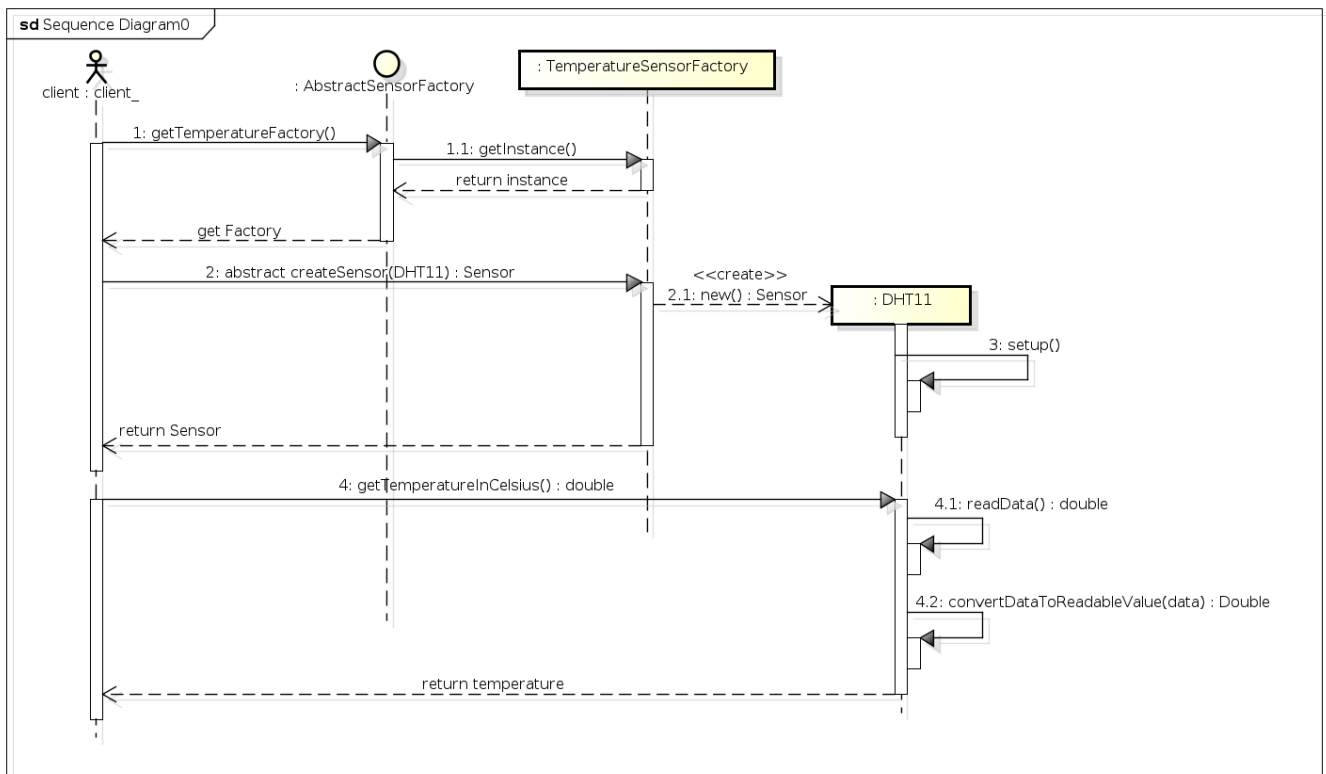 sd Sequence Diagram0
client : client_
: AbstractSensorFactory
: TemperatureSensorFactory
1: getTemperatureFactory()
1.1: getInstance()
return instance
get Factory
2: abstract createSensor(DHT11) : Sensor
<<create>>
2.1: new() : Sensor
: DHT11
3: setup()
return Sensor
4: getTemperatureInCelsius() : double
4.1: readData() : double
4.2: convertDataToReadableValue(data) : Double
return temperature